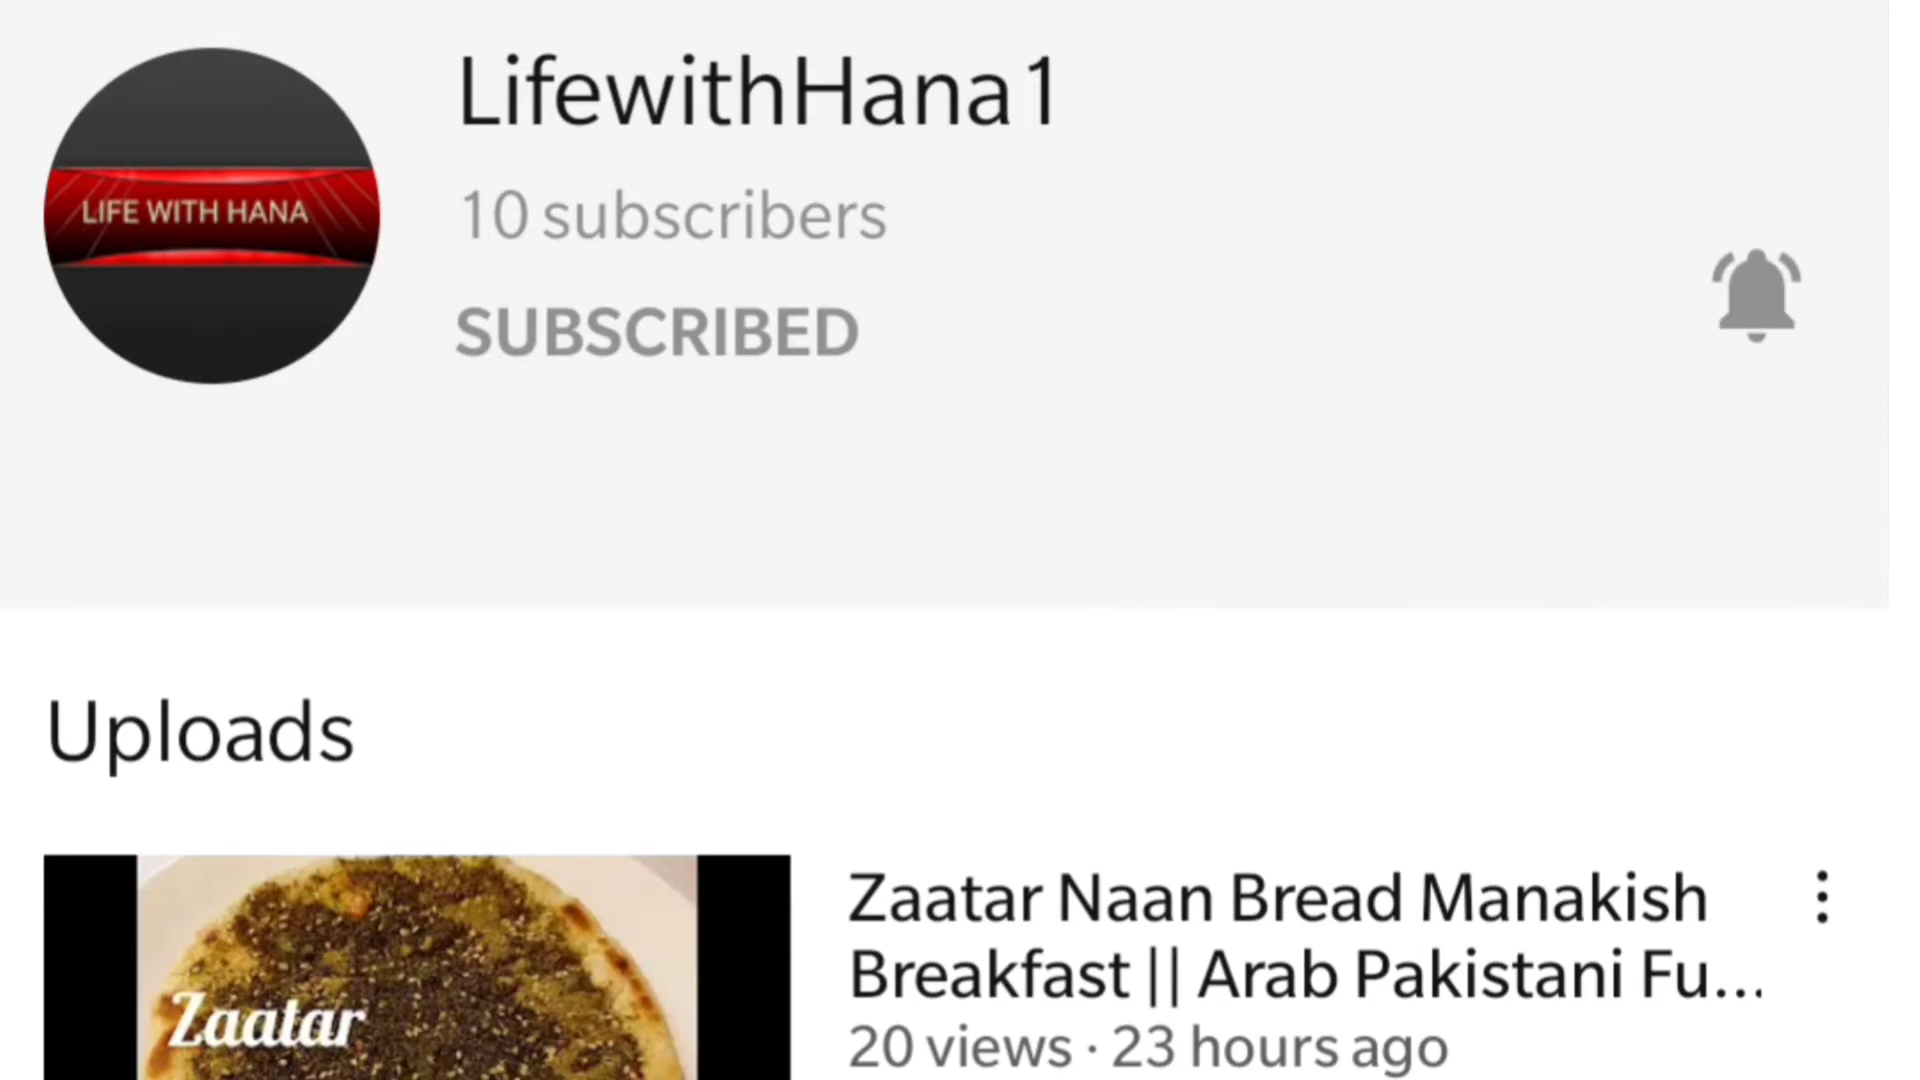 LifewithHana1
10 subscribers
LIFE WITH HANA
SUBSCRIBED
Uploads
Zaatar Naan Bread Manakish
Breakfast || Arab Pakistani Fu...
20 views · 23 hours ago
Zaatar